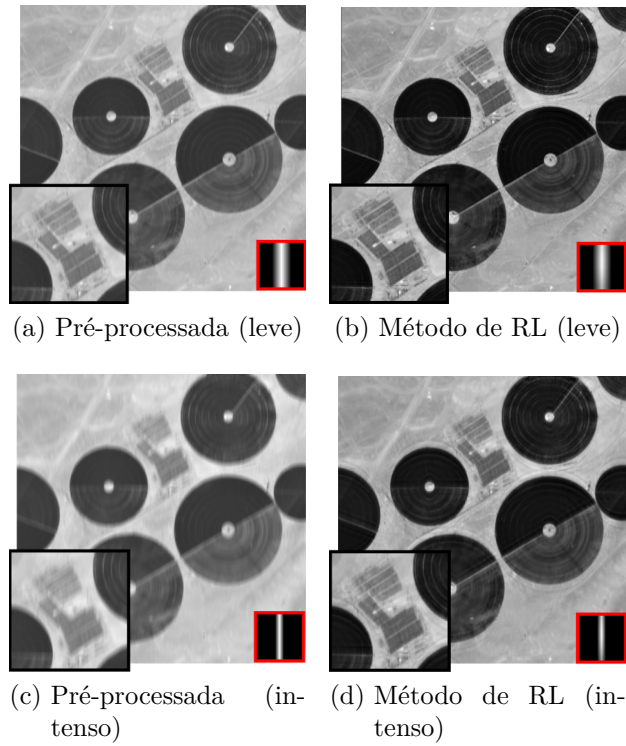 (a) Pré-processada (leve)
(b) Método de RL (leve)
(c) Pré-processada (in-
tenso)
(d) Método de RL (in-
tenso)